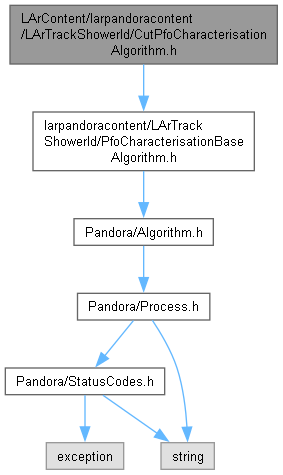 LArContent/larpandoracontent
/LArTrackShowerId/CutPfoCharacterisation
Algorithm.h
larpandoracontent/LArTrack
ShowerId/PfoCharacterisationBase
Algorithm.h
Pandora/Algorithm.h
Pandora/Process.h
Pandora/StatusCodes.h
exception
string